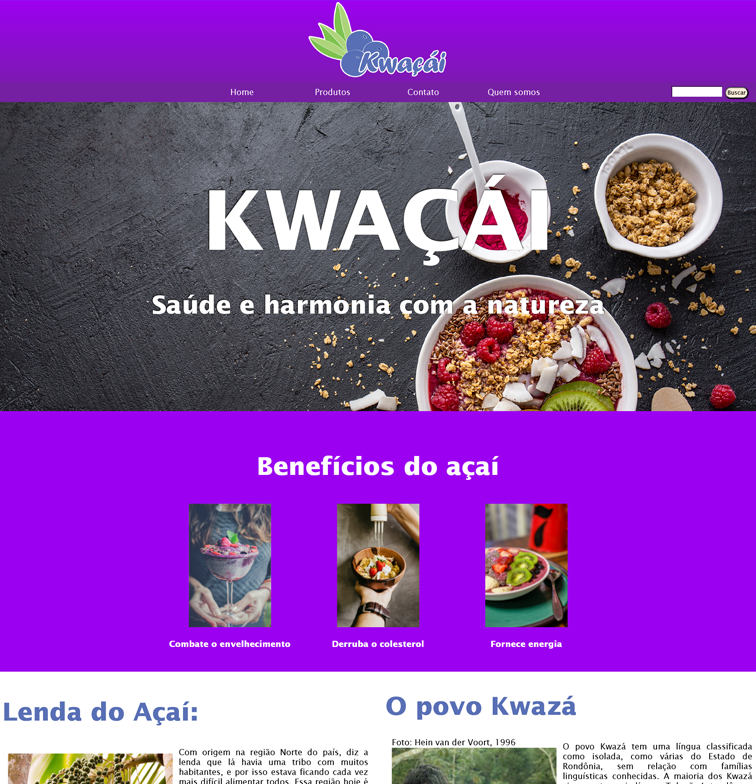 Kwaçái
Home
Produtos
Contato
Quem somos
Buscar
KWAÇÁI
Saúde e harmonia com a natureza
Benefícios do açaí
Combate o envelhecimento
Derruba o colesterol
Fornece energia
Lenda do Açaí:
Com origem na região Norte do país, diz a
lenda que lá havia uma tribo com muitos
habitantes, e por isso estava ficando cada vez
mais difícil alimentar todos. Essa região hoje é
O povo Kwazá
Foto: Hein van der Voort, 1996
O povo Kwazá tem uma língua classificada
como isolada, como várias do Estado da
Rondônia, sem relação com famílias
linguísticas conhecidas. A maioria dos Kwazá